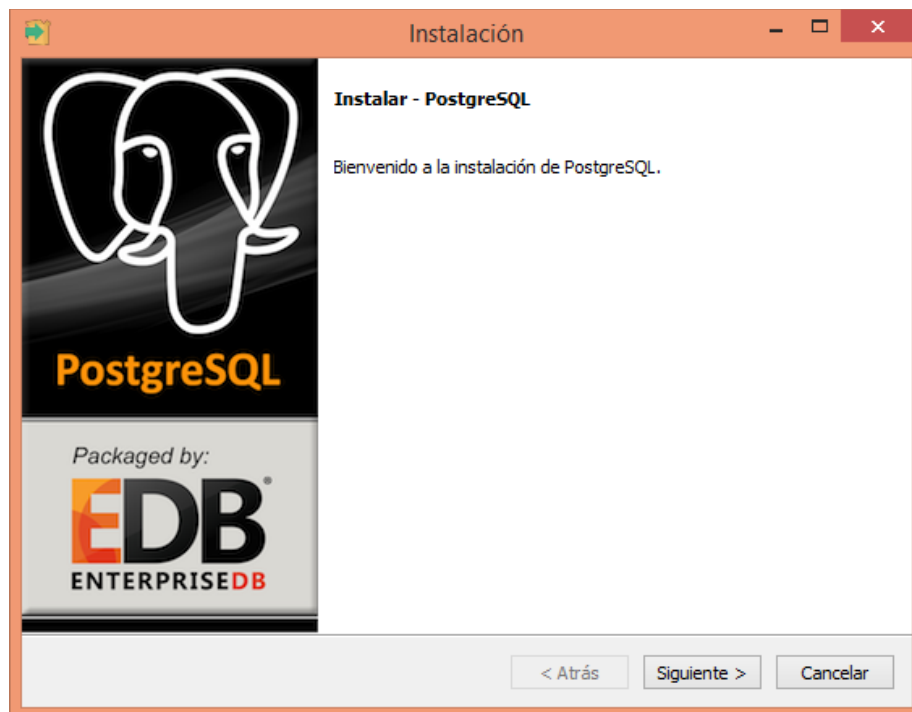 Instalación
Instalar - PostgreSQL
Bienvenido a la instalación de PostgreSQL.
PostgreSQL
Packaged by:
EDB®
ENTERPRISEDB
< Atrás
Siguiente >
Cancelar